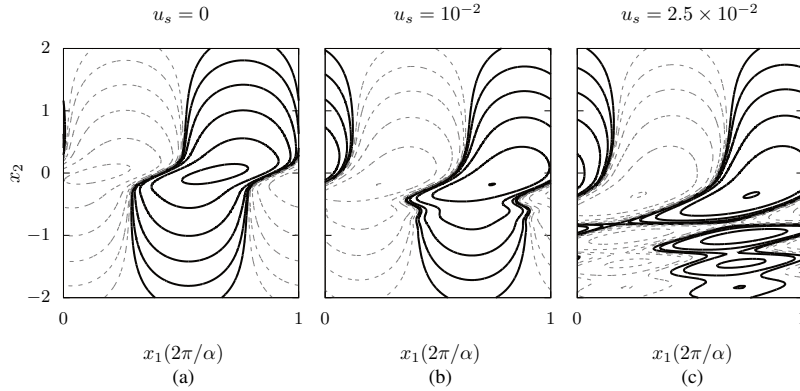 u_s = 0
u_s = 10^{-2}
u_s = 2.5 × 10^{-2}
2
1
0
−1
−2
x_2
0
1
0
1
0
x_1(2π/α)
x_1(2π/α)
x_1(2π/α)
(a)
(b)
(c)